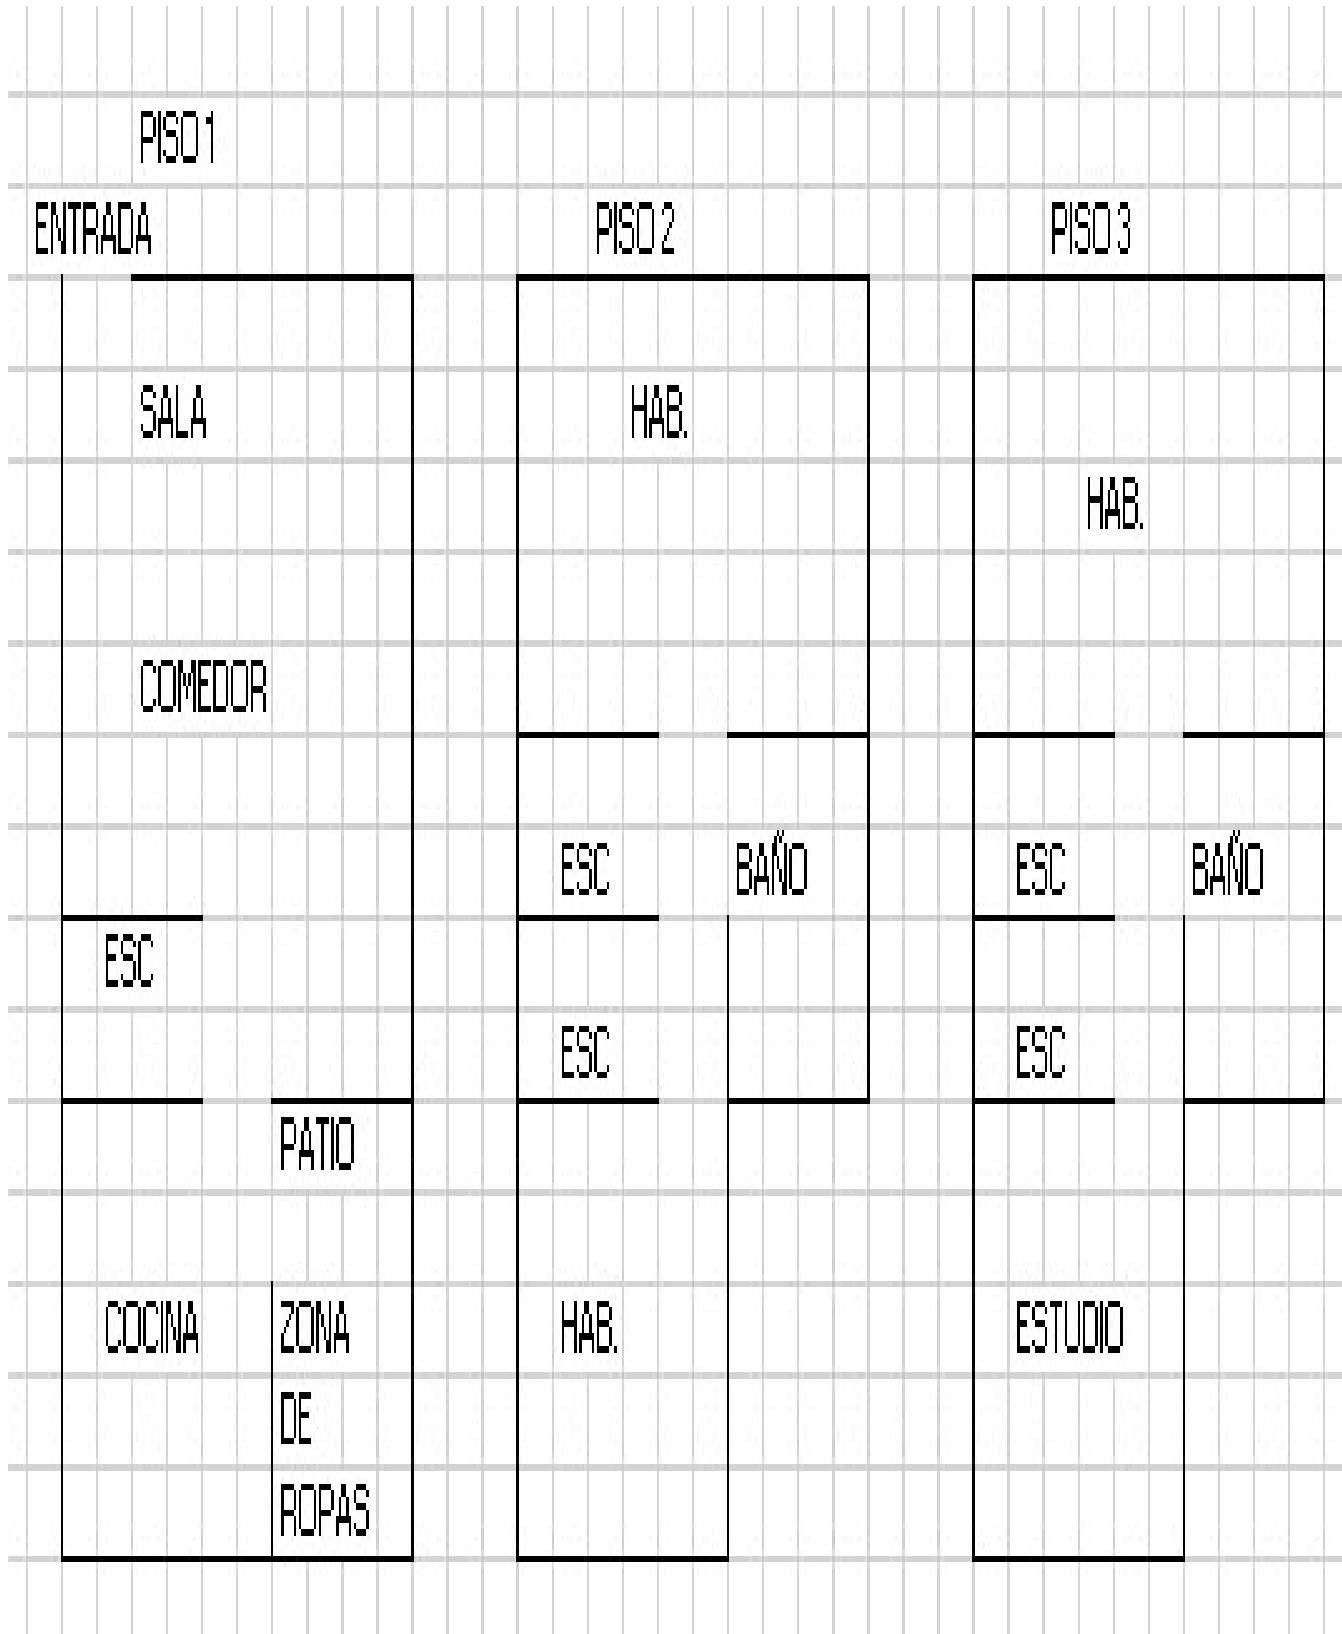 PISO 1
ENTRADA
SALA
COMEDOR
ESC
PATIO
COCINA
ZONA
DE
ROPAS
PISO 2
HAB.
ESC
BAÑO
ESC
HAB.
PISO 3
HAB.
ESC
BAÑO
ESC
ESTUDIO